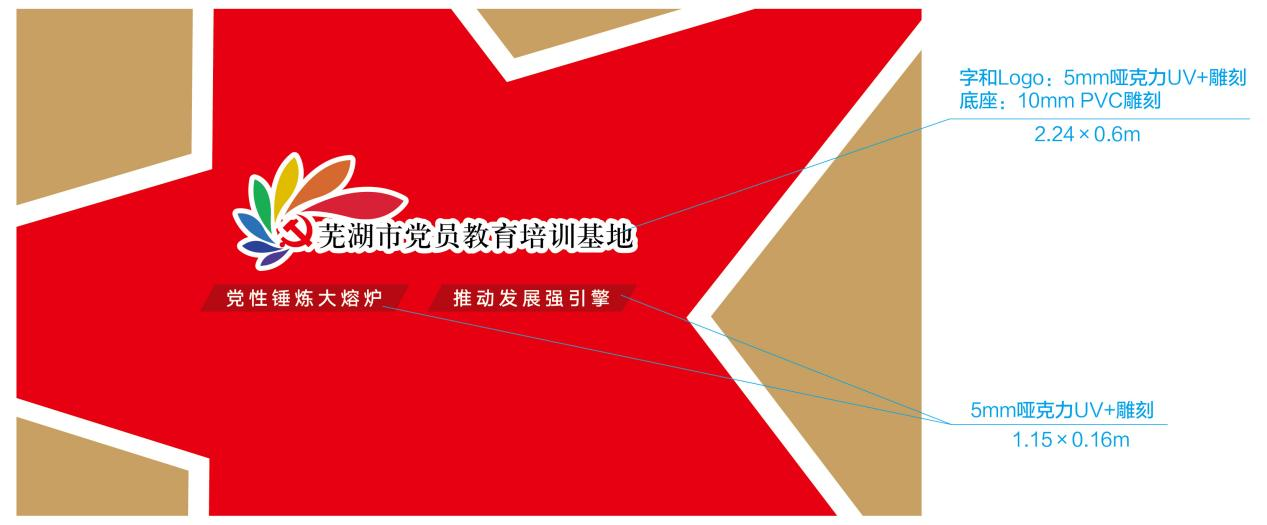 字和Logo：5mm哑克力UV+雕刻
底座：10mm PVC雕刻
2.24×0.6m
芜湖市党员教育培训基地
党性锤炼大熔炉
推动发展强引擎
5mm哑克力UV+雕刻
1.15×0.16m